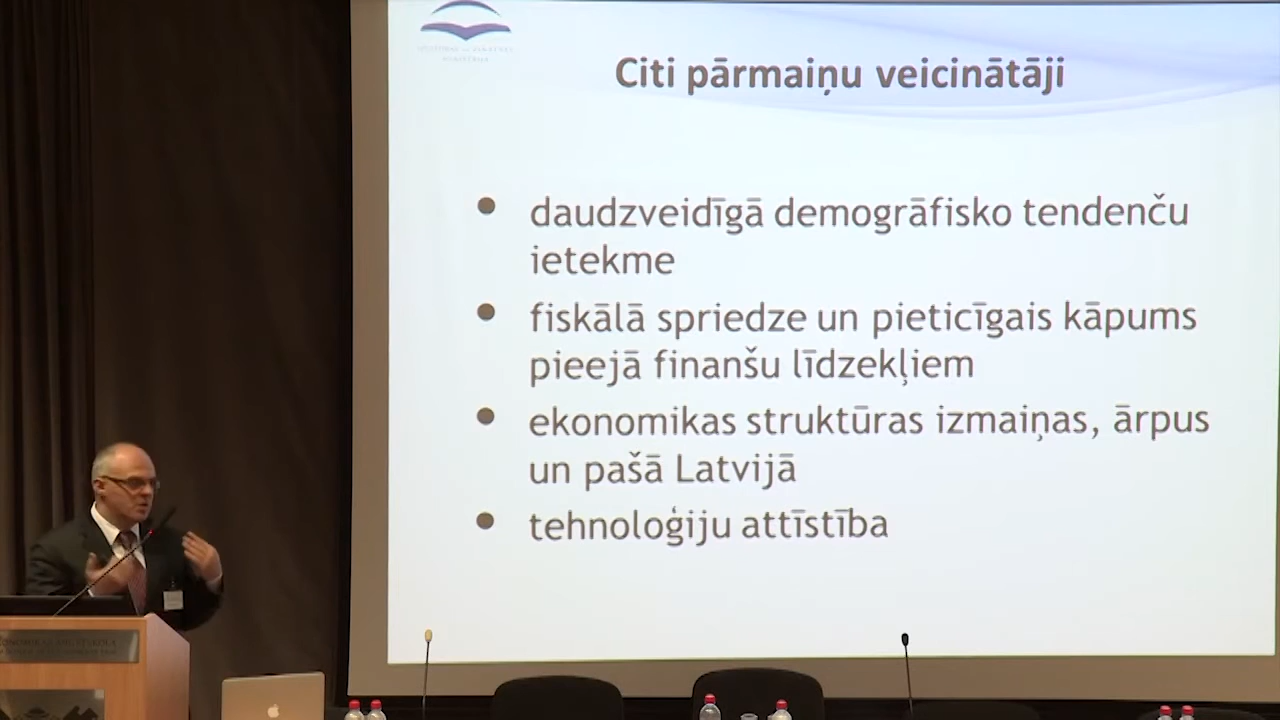 Citi pārmaiņu veicinātāji
daudzveidīgā demogrāfisko tendenču
ietekme
fiskālā spriedze un pieticīgais kāpums
pieejā finanšu līdzekļiem
ekonomikas struktūras izmaiņas, ārpus
un pašā Latvijā
tehnoloģiju attīstība